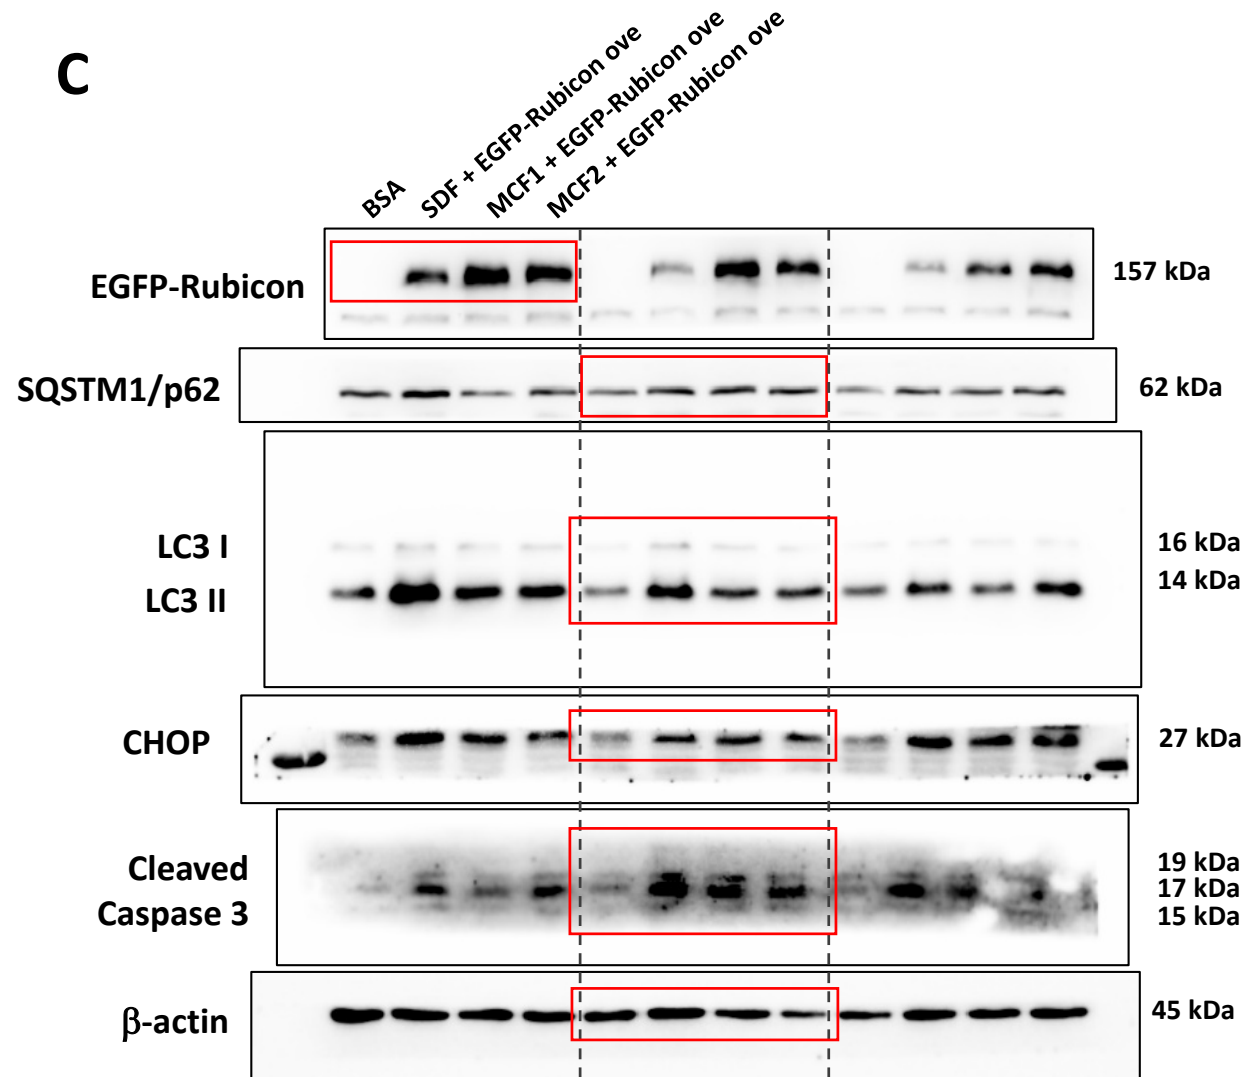 C
BSA
SDF + EGFP-Rubicon ove
MCF1 + EGFP-Rubicon ove
MCF2 + EGFP-Rubicon ove
EGFP-Rubicon
157 kDa
SQSTM1/p62
62 kDa
LC3 I
16 kDa
LC3 II
14 kDa
CHOP
27 kDa
Cleaved
Caspase 3
19 kDa
17 kDa
15 kDa
β-actin
45 kDa